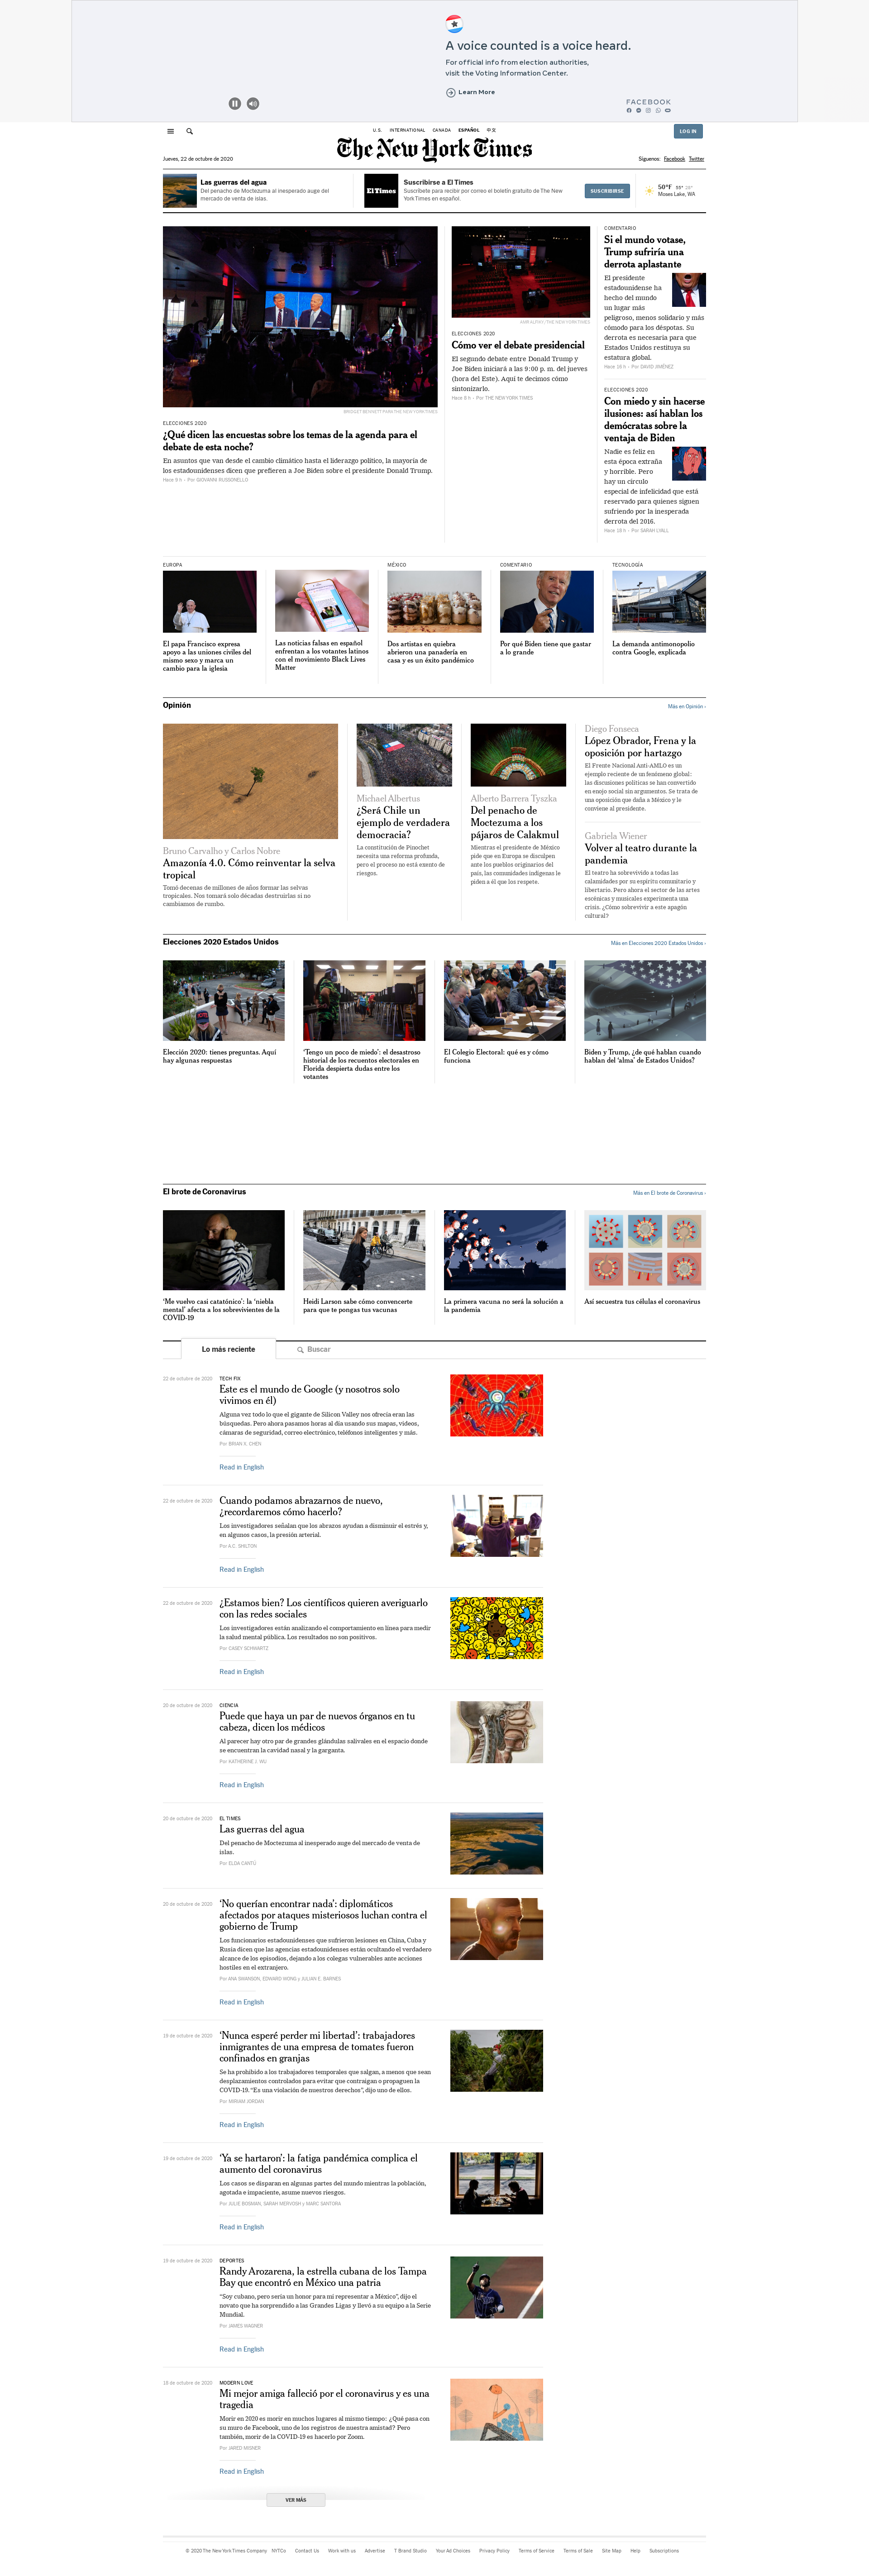 A voice counted is a voice heard.
For official info from election authorities,
visit the Voting Information Center.
Learn More
FACEBOOK
U.S. INTERNATIONAL CANADA ESPAÑOL 中文
LOG IN
The New York Times
Jueves, 22 de octubre de 2020
Síguenos: Facebook Twitter
Las guerras del agua
Del penacho de Moctezuma al inesperado auge del
mercado de venta de islas.
El Times
Suscribirse a El Times
Suscríbete para recibir por correo el boletín gratuito de The New
York Times en español.
SUSCRIBIRSE
50°F 55° 28°
Moses Lake, WA
BRIDGET BENNETT PARA THE NEW YORK TIMES
ELECCIONES 2020
¿Qué dicen las encuestas sobre los temas de la agenda para el
debate de esta noche?
En asuntos que van desde el cambio climático hasta el liderazgo político, la mayoría de
los estadounidenses dicen que prefieren a Joe Biden sobre el presidente Donald Trump.
Hace 9 h - Por GIOVANNI RUSSONELLO
AMR ALFIKY, THE NEW YORK TIMES
ELECCIONES 2020
Cómo ver el debate presidencial
El segundo debate entre Donald Trump y
Joe Biden iniciará a las 9:00 p. m. del jueves
(hora del Este). Aquí te decimos cómo
sintonizarlo.
Hace 8 h - Por THE NEW YORK TIMES
COMENTARIO
Si el mundo votase,
Trump sufriría una
derrota aplastante
El presidente
estadounidense ha
hecho del mundo
un lugar más
peligroso, menos solidario y más
cómodo para los déspotas. Su
derrota es necesaria para que
Estados Unidos restituya su
estatura global.
Hace 18 h - Por DAVID JIMÉNEZ
ELECCIONES 2020
Con miedo y sin hacerse
ilusiones: así hablan los
demócratas sobre la
ventaja de Biden
Nadie es feliz en
esta época extraña
y horrible. Pero
hay un círculo
especial de infelicidad que está
reservado para quienes siguen
sufriendo por la inesperada
derrota del 2016.
Hace 18 h - Por SARAH LYALL
EUROPA
El papa Francisco expresa
apoyo a las uniones civiles del
mismo sexo y marca un
cambio para la iglesia
Las noticias falsas en español
enfrentan a los votantes latinos
con el movimiento Black Lives
Matter
MÉXICO
Dos artistas en quiebra
abrieron una panadería en
casa y es un éxito pandémico
COMENTARIO
Por qué Biden tiene que gastar
a lo grande
TECNOLOGÍA
La demanda antimonopolio
contra Google, explicada
Opinión
Más en Opinión ›
Bruno Carvalho y Carlos Nobre
Amazonía 4.0. Cómo reinventar la selva
tropical
Tomó decenas de millones de años formar las selvas
tropicales. Nos tomará solo décadas destruirlas si no
cambiamos de rumbo.
Michael Albertus
¿Será Chile un
ejemplo de verdadera
democracia?
La constitución de Pinochet
necesita una reforma profunda,
pero el proceso no está exento de
riesgos.
Alberto Barrera Tyszka
Del penacho de
Moctezuma a los
pájaros de Calakmul
Mientras el presidente de México
pide que en Europa se disculpen
ante los pueblos originarios del
país, las comunidades indígenas le
piden a él que los respete.
Diego Fonseca
López Obrador, Frena y la
oposición por hartazgo
El Frente Nacional Anti-AMLO es un
ejemplo reciente de un fenómeno global:
las discusiones políticas se han convertido
en enojo social sin argumentos. Se trata de
una oposición que daña a México y le
conviene al presidente.
Gabriela Wiener
Volver al teatro durante la
pandemia
El teatro ha sobrevivido a todas las
calamidades por su espíritu comunitario y
libertario. Pero ahora el sector de las artes
escénicas y musicales experimenta una
crisis. ¿Cómo sobrevivir a este apagón
cultural?
Elecciones 2020 Estados Unidos
Más en Elecciones 2020 Estados Unidos ›
Elección 2020: tienes preguntas. Aquí
hay algunas respuestas
'Tengo un poco de miedo': el desastroso
historial de los recuentos electorales en
Florida despierta dudas entre los
votantes
El Colegio Electoral: qué es y cómo
funciona
Biden y Trump, ¿de qué hablan cuando
hablan del 'alma' de Estados Unidos?
El brote de Coronavirus
Más en El brote de Coronavirus ›
'Me vuelvo casi catatónico': la 'niebla
mental' afecta a los sobrevivientes de la
COVID-19
Heidi Larson sabe cómo convencerte
para que te pongas tus vacunas
La primera vacuna no será la solución a
la pandemia
Así secuestra tus células el coronavirus
Lo más reciente
Buscar
22 de octubre de 2020
TECH FIX
Este es el mundo de Google (y nosotros solo
vivimos en él)
Alguna vez todo lo que el gigante de Silicon Valley nos ofrecía eran las
búsquedas. Pero ahora pasamos horas al día usando sus mapas, videos,
cámaras de seguridad, correo electrónico, teléfonos inteligentes y más.
Por BRIAN X. CHEN
Read in English
22 de octubre de 2020
Cuando podamos abrazarnos de nuevo,
¿recordaremos cómo hacerlo?
Los investigadores señalan que los abrazos ayudan a disminuir el estrés y,
en algunos casos, la presión arterial.
Por A.C. SHILTON
Read in English
22 de octubre de 2020
¿Estamos bien? Los científicos quieren averiguarlo
con las redes sociales
Los investigadores están analizando el comportamiento en línea para medir
la salud mental pública. Los resultados no son positivos.
Por CASEY SCHWARTZ
Read in English
20 de octubre de 2020
CIENCIA
Puede que haya un par de nuevos órganos en tu
cabeza, dicen los médicos
Al parecer hay otro par de grandes glándulas salivales en el espacio donde
se encuentran la cavidad nasal y la garganta.
Por KATHERINE J. WU
Read in English
20 de octubre de 2020
EL TIMES
Las guerras del agua
Del penacho de Moctezuma al inesperado auge del mercado de venta de
islas.
Por ELDA CANTÚ
20 de octubre de 2020
'No querían encontrar nada': diplomáticos
afectados por ataques misteriosos luchan contra el
gobierno de Trump
Los funcionarios estadounidenses que sufrieron lesiones en China, Cuba y
Rusia dicen que las agencias estadounidenses están ocultando el verdadero
alcance de los episodios, dejando a los colegas vulnerables ante acciones
hostiles en el extranjero.
Por ANA SWANSON, EDWARD WONG y JULIAN E. BARNES
Read in English
19 de octubre de 2020
'Nunca esperé perder mi libertad': trabajadores
inmigrantes de una empresa de tomates fueron
confinados en granjas
Se ha prohibido a los trabajadores temporales que salgan, a menos que sean
desplazamientos controlados para evitar que contraigan o propaguen la
COVID-19. "Es una violación de nuestros derechos", dijo uno de ellos.
Por MIRIAM JORDAN
Read in English
19 de octubre de 2020
'Ya se hartaron': la fatiga pandémica complica el
aumento del coronavirus
Los casos se disparan en algunas partes del mundo mientras la población,
agotada e impaciente, asume nuevos riesgos.
Por JULIE BOSMAN, SARAH MERVOSH y MARC SANTORA
Read in English
19 de octubre de 2020
DEPORTES
Randy Arozarena, la estrella cubana de los Tampa
Bay que encontró en México una patria
"Soy cubano, pero sería un honor para mí representar a México", dijo el
novato que ha sorprendido a las Grandes Ligas y llevó a su equipo a la Serie
Mundial.
Por JAMES WAGNER
Read in English
18 de octubre de 2020
MODERN LOVE
Mi mejor amiga falleció por el coronavirus y es una
tragedia
Morir en 2020 es morir en muchos lugares al mismo tiempo: ¿Qué pasa con
su muro de Facebook, uno de los registros de nuestra amistad? Pero
también, morir de la COVID-19 es hacerlo por Zoom.
Por JARED MISNER
Read in English
VER MÁS
© 2020 The New York Times Company NYTCo Contact Us Work with us Advertise T Brand Studio Your Ad Choices Privacy Policy Terms of Service Terms of Sale Site Map Help Subscriptions